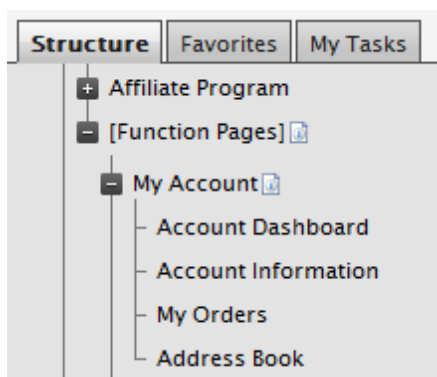 Structure Favorites My Tasks
Affiliate Program
[Function Pages]
My Account
Account Dashboard
Account Information
My Orders
Address Book